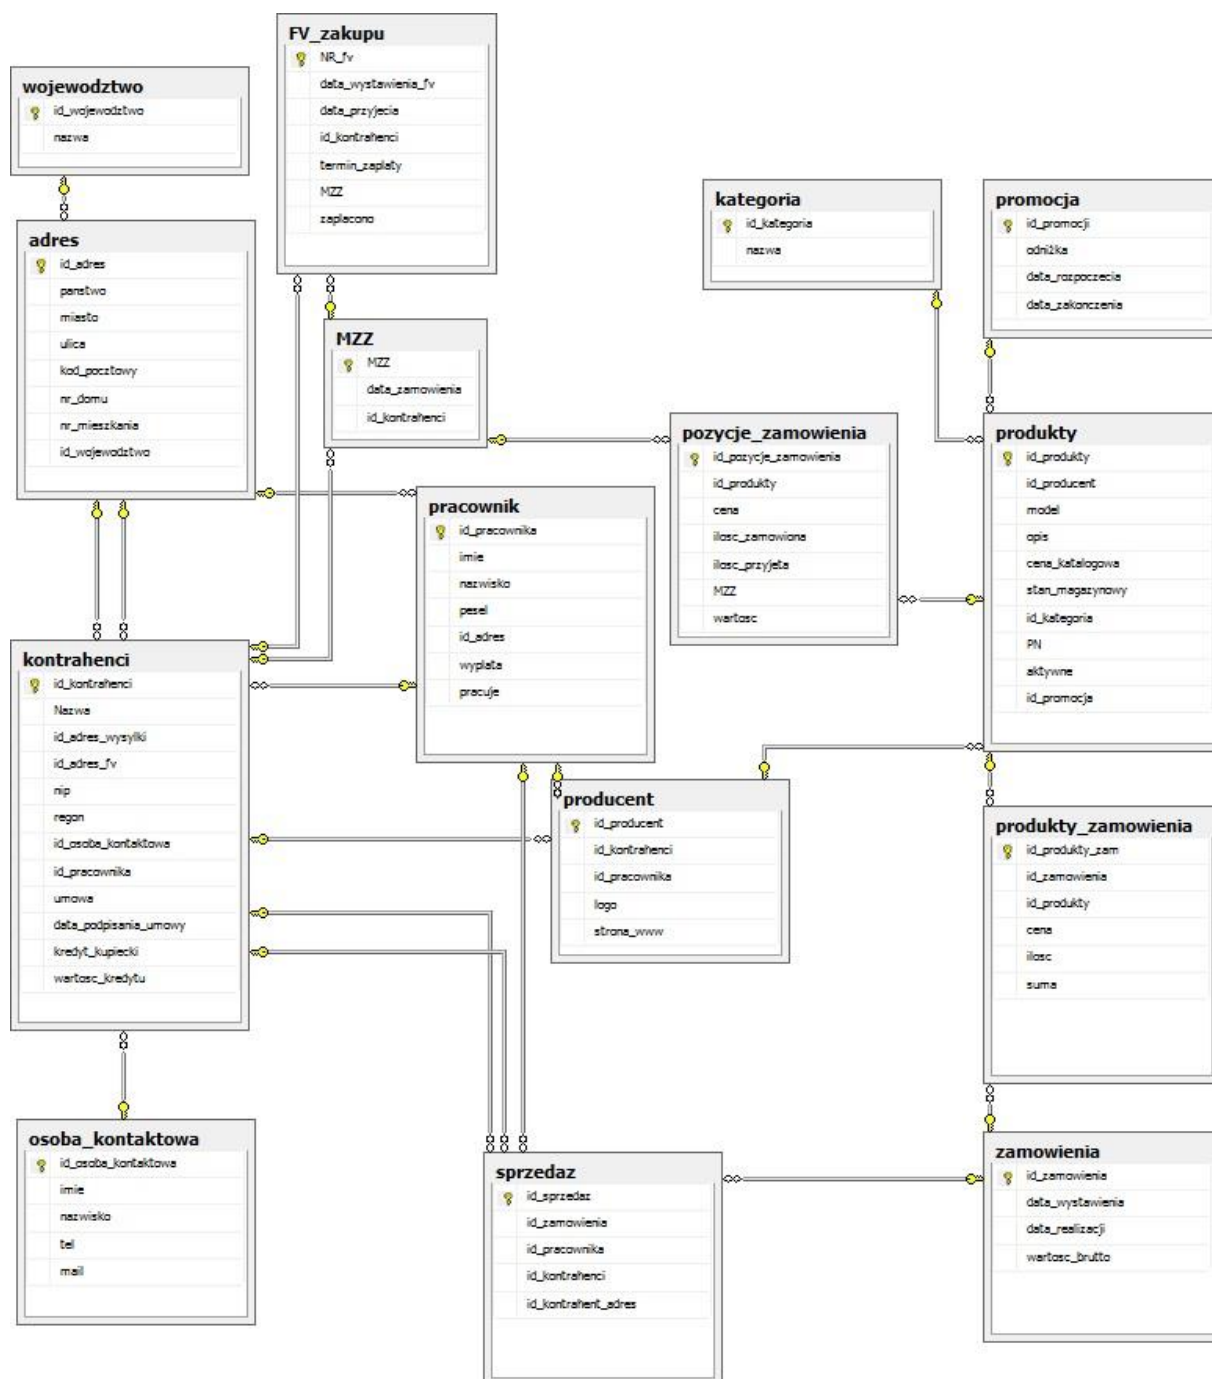 FV_zakupu
NR_fv
data_wystawienia_fv
data_przyjecia
id_kontrahenci
termin_zaplaty
MZZ
zaplacono
wojewodztwo
id_wojewodztwo
nazwa
adres
id_adres
panstwo
miasto
ulica
kod_pocztowy
nr_domu
nr_mieszkania
id_wojewodztwo
MZZ
MZZ
data_zamowienia
id_kontrahenci
kategoria
id_kategoria
nazwa
promocja
id_promocji
odniżka
data_rozpoczecia
data_zakonczenia
pozycje_zamowienia
id_pozycje_zamowienia
id_produkty
cena
ilosc_zamowiona
ilosc_przyjeta
MZZ
wartosc
produkty
id_produkty
id_producent
model
opis
cena_katalogowa
stan_magazynowy
id_kategoria
PN
aktywne
id_promocja
pracownik
id_pracownika
imie
nazwisko
pesel
id_adres
wyplata
pracuje
kontrahenci
id_kontrahenci
Nazwa
id_adres_wysylki
id_adres_fv
nip
regon
id_osoba_kontaktowa
id_pracownika
umowa
data_podpisania_umowy
kredyt_kupiecki
wartosc_kredytu
producent
id_producent
id_kontrahenci
id_pracownika
logo
strona_www
produkty_zamowienia
id_produkty_zam
id_zamowienia
id_produkty
cena
ilosc
suma
osoba_kontaktowa
id_osoba_kontaktowa
imie
nazwisko
tel
mail
sprzedaz
id_sprzedaz
id_zamowienia
id_pracownika
id_kontrahenci
id_kontrahent_adres
zamowienia
id_zamowienia
data_wystawienia
data_realizacji
wartosc_brutto